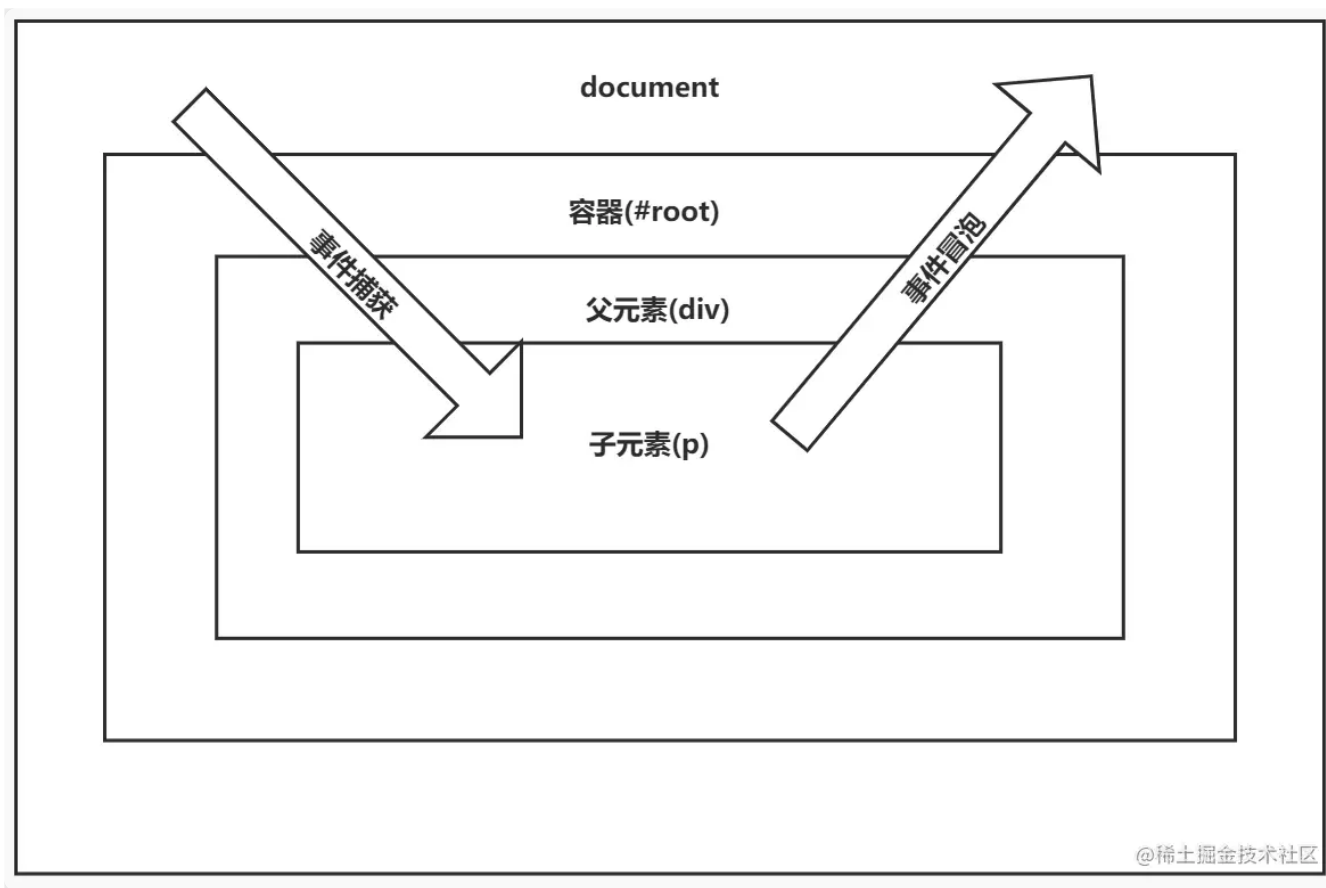 document
容器(#root)
事件捕获
事件冒泡
父元素(div)
子元素(p)
@稀土掘金技术社区